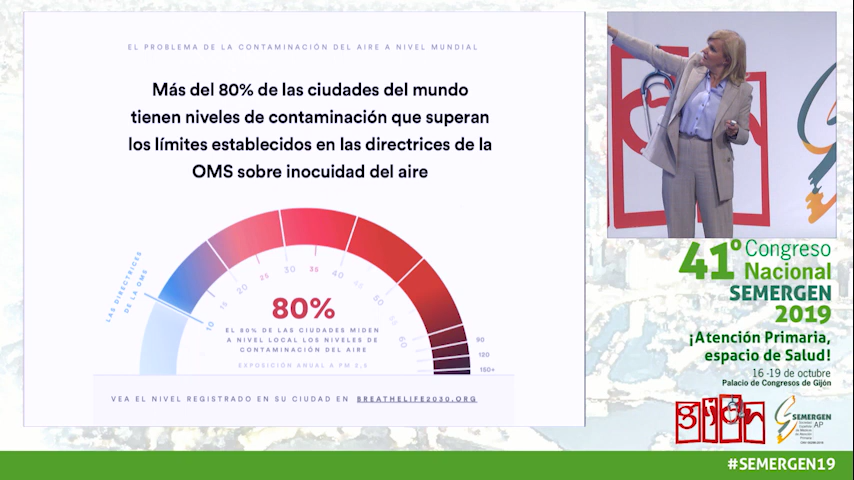 EL PROBLEMA DE LA CONTAMINACIÓN DEL AIRE A NIVEL MUNDIAL
Más del 80% de las ciudades del mundo
tienen niveles de contaminación que superan
los límites establecidos en las directrices de la
OMS sobre inocuidad del aire
LAS DIRECTRICES
DE LA OMS
10
15
20
25
30
35
40
45
50
60
90
120
150+
80%
EL 80% DE LAS CIUDADES MIDEN
A NIVEL LOCAL LOS NIVELES DE
CONTAMINACIÓN DEL AIRE
EXPOSICIÓN ANUAL A PM 2,5
VEA EL NIVEL REGISTRADO EN SU CIUDAD EN BREATHELIFE2030.ORG
41º Congreso
Nacional
SEMERGEN
2019
¡Atención Primaria,
espacio de Salud!
16 -19 de octubre
Palacio de Congresos de Gijón
gijón
SEMERGEN
AP
#SEMERGEN19